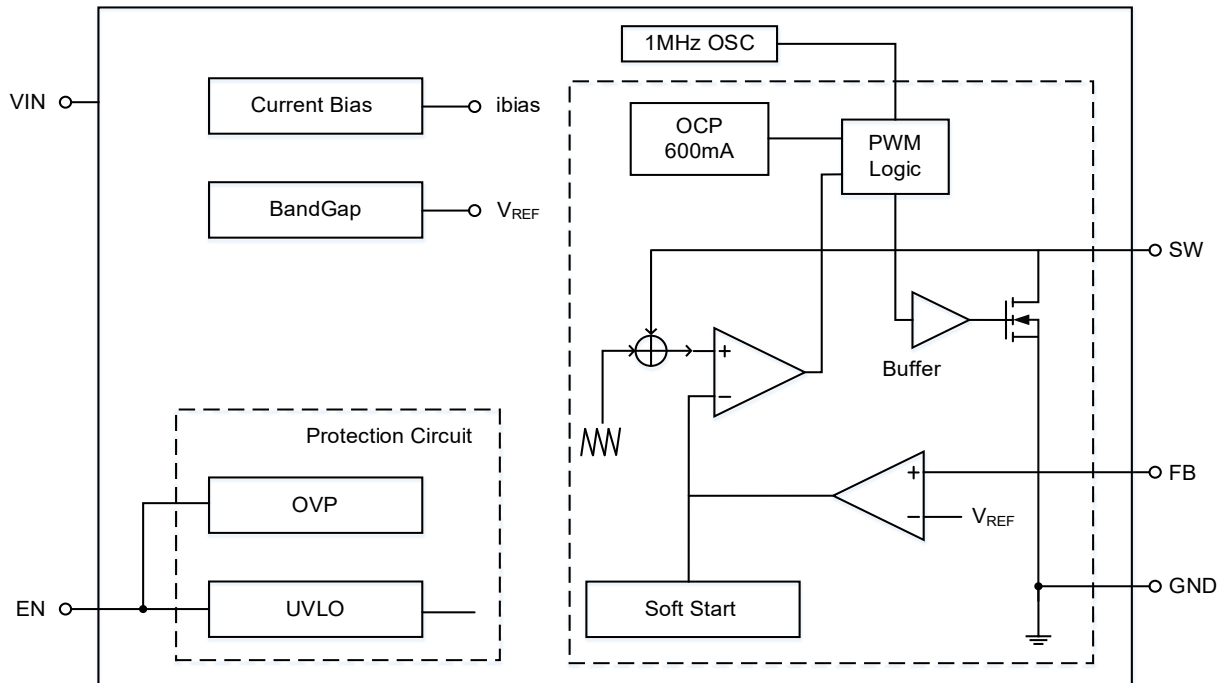 1MHz OSC
VIN
Current Bias
ibias
OCP
600mA
PWM
Logic
BandGap
VREF
SW
Buffer
+
−
Protection Circuit
OVP
FB
+
−
VREF
EN
UVLO
Soft Start
GND